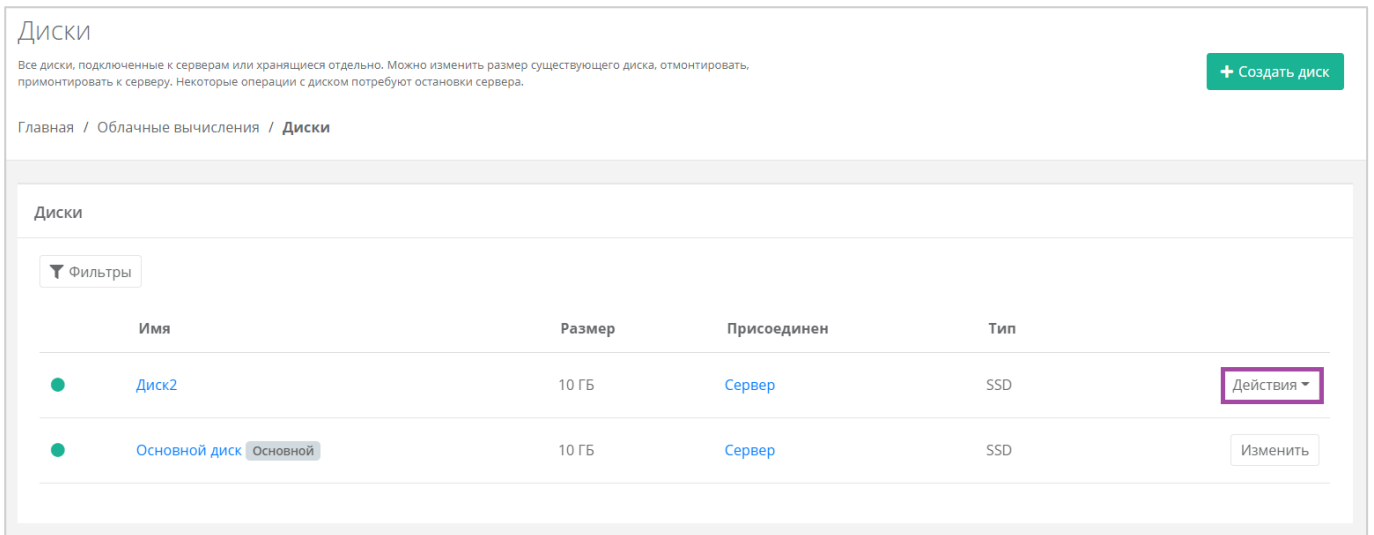 Диски
Все диски, подключенные к серверам или хранящиеся отдельно. Можно изменить размер существующего диска, отмонтировать,
примонтировать к серверу. Некоторые операции с диском потребуют остановки сервера.
Создать диск
Главная / Облачные вычисления / Диски
Диски
Фильтры
Имя Размер Присоединен Тип
Диск2 10 ГБ Сервер SSD Действия
Основной диск Основной 10 ГБ Сервер SSD Изменить